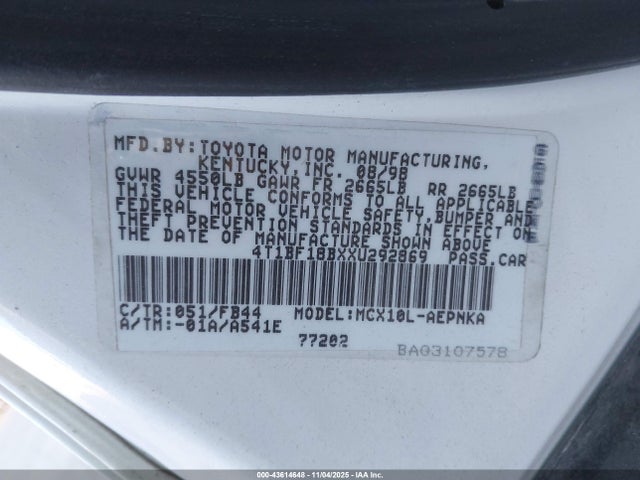 MFD.BY:TOYOTA MOTOR MANUFACTURING,
KENTUCKY,INC. 08/98
GVWR 4550LB GAWR FR 2665LB RR 2665LB
THIS VEHICLE CONFORMS TO ALL APPLICABLE
FEDERAL MOTOR VEHICLE SAFETY,BUMPER AND
THEFT PREVENTION STANDARDS IN EFFECT ON
THE DATE OF MANUFACTURE SHOWN ABOVE
4T1BF18BXXU292869 PASS.CAR
C/TR:051/FB44 MODEL:MCX10L-AEPNKA
A/TM:-01A/A541E
77202
BA03107578
000-43614648 - 11/04/2025 - IAAI.COM